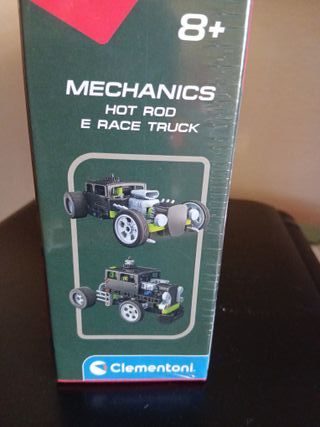 8+
MECHANICS
HOT ROD
E RACE TRUCK
Clementoni